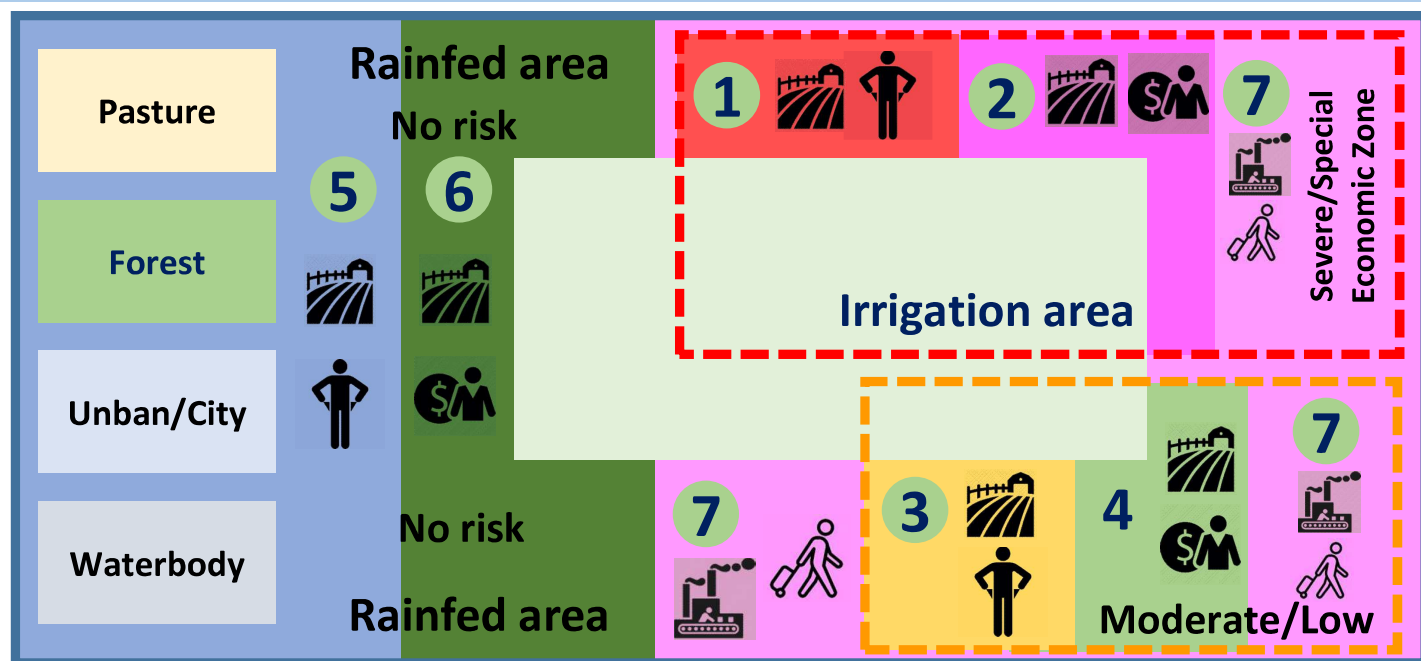 Pasture
Forest
Unban/City
Waterbody
Rainfed area
No risk
5
6
1
2
7
Severe/Special
Economic Zone
Irrigation area
7
3
4
7
No risk
Rainfed area
Moderate/Low